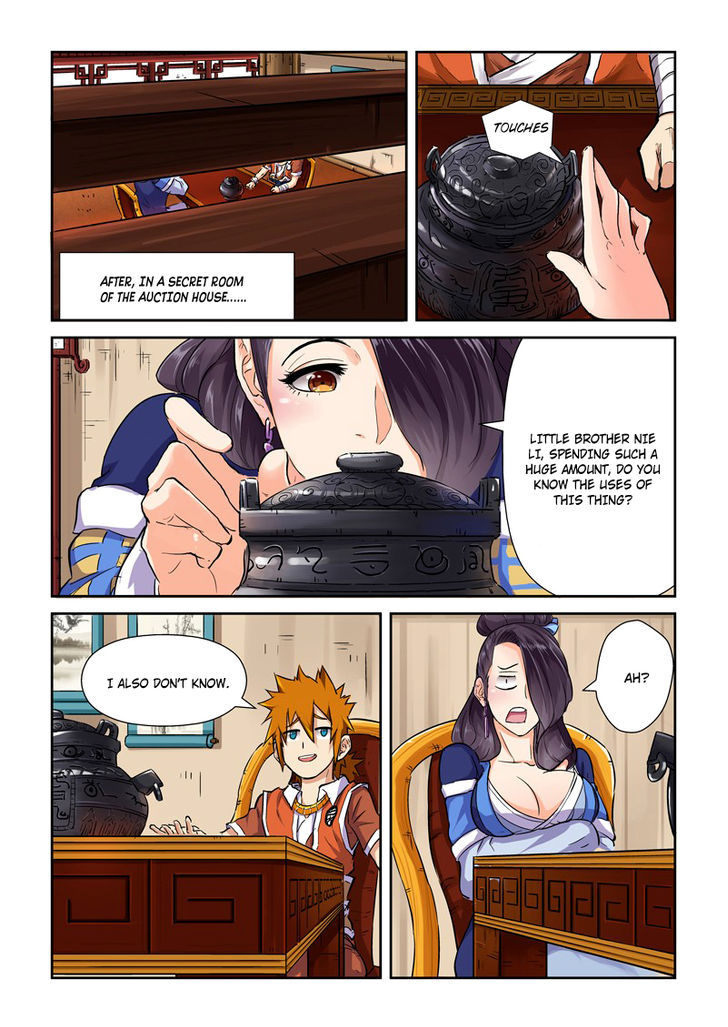 AFTER, IN A SECRET ROOM
OF THE AUCTION HOUSE......
TOUCHES
LITTLE BROTHER NIE
LI, SPENDING SUCH A
HUGE AMOUNT, DO YOU
KNOW THE USES OF
THIS THING?
I ALSO DON'T KNOW.
AH?